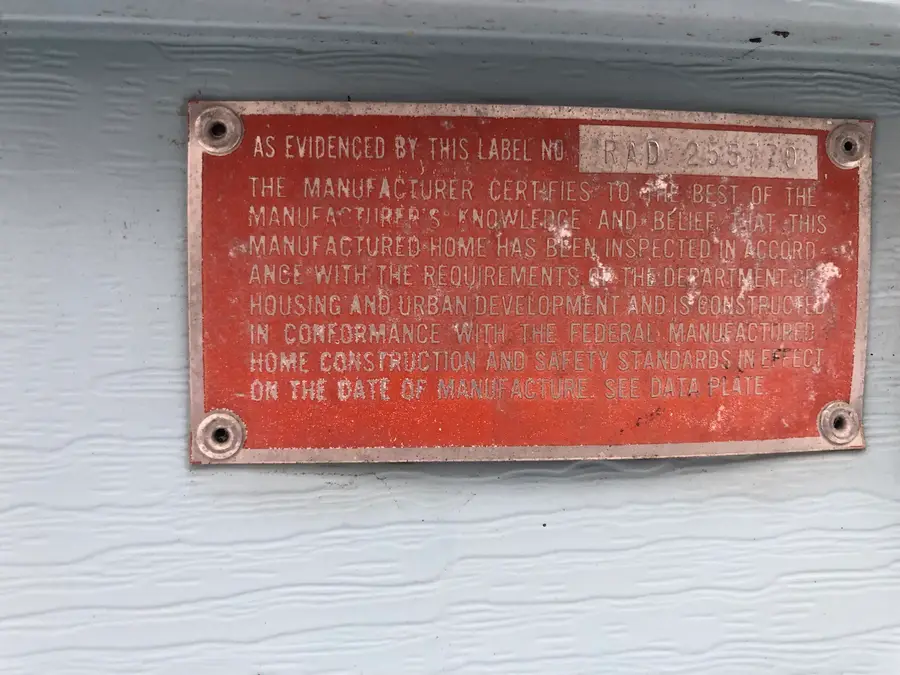 AS EVIDENCED BY THIS LABEL NO. RAD 255770
THE MANUFACTURER CERTIFIES TO THE BEST OF THE
MANUFACTURER'S KNOWLEDGE AND BELIEF THAT THIS
MANUFACTURED HOME HAS BEEN INSPECTED IN ACCORD-
ANCE WITH THE REQUIREMENTS OF THE DEPARTMENT OF
HOUSING AND URBAN DEVELOPMENT AND IS CONSTRUCTED
IN CONFORMANCE WITH THE FEDERAL MANUFACTURED
HOME CONSTRUCTION AND SAFETY STANDARDS IN EFFECT
ON THE DATE OF MANUFACTURE. SEE DATA PLATE.